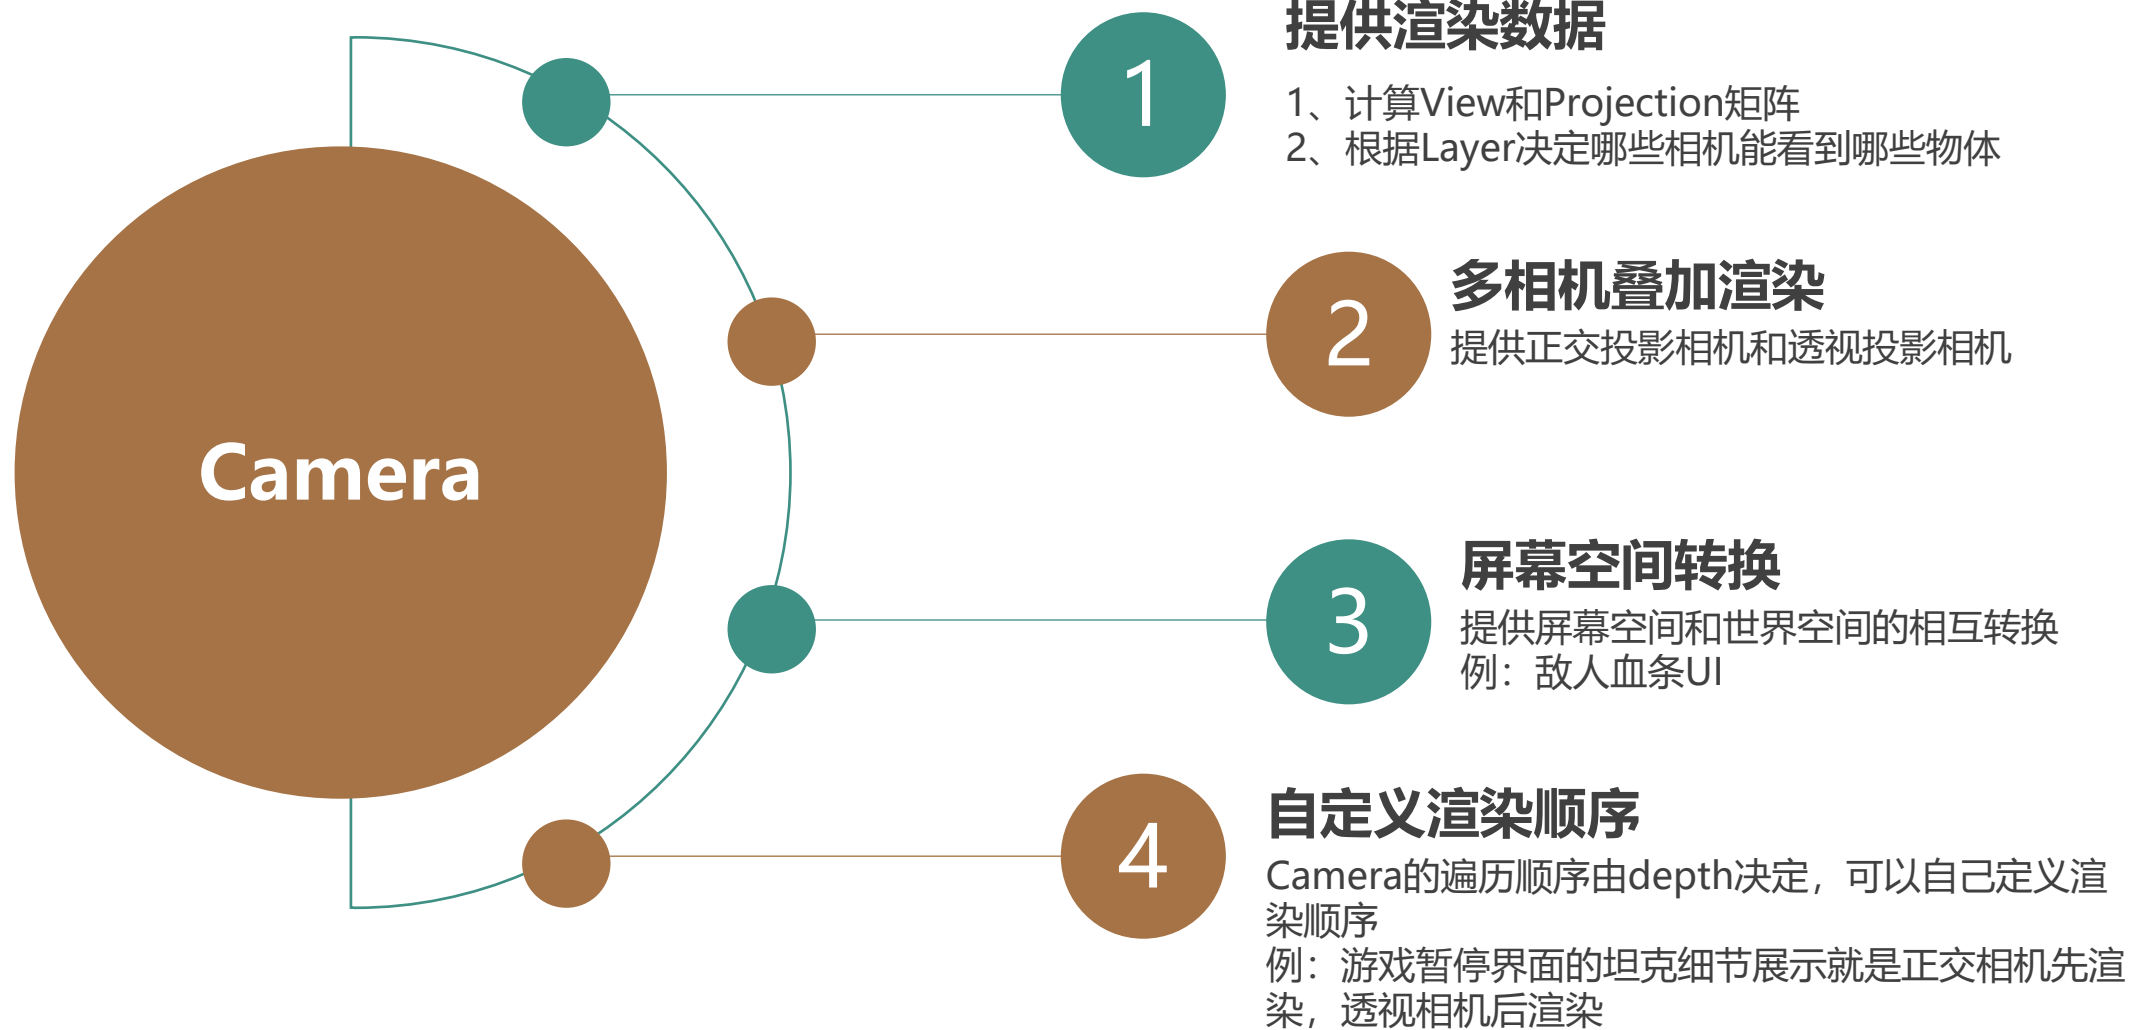 Camera
1
提供渲染数据
1、计算View和Projection矩阵
2、根据Layer决定哪些相机能看到哪些物体
2
多相机叠加渲染
提供正交投影相机和透视投影相机
3
屏幕空间转换
提供屏幕空间和世界空间的相互转换
例：敌人血条UI
4
自定义渲染顺序
Camera的遍历顺序由depth决定，可以自己定义渲
染顺序
例：游戏暂停界面的坦克细节展示就是正交相机先渲
染，透视相机后渲染